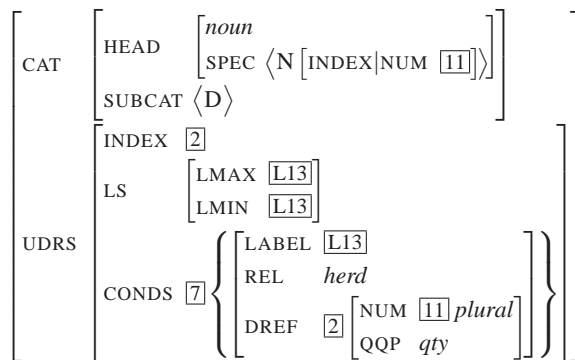 noun
HEAD
SPEC ⟨N [INDEX|NUM 11]⟩
CAT
SUBCAT ⟨D⟩
INDEX 2
LMAX L13
LS
LMIN L13
UDRS
LABEL L13
REL herd
CONDS 7
NUM 11 plural
DREF 2
QQP qty